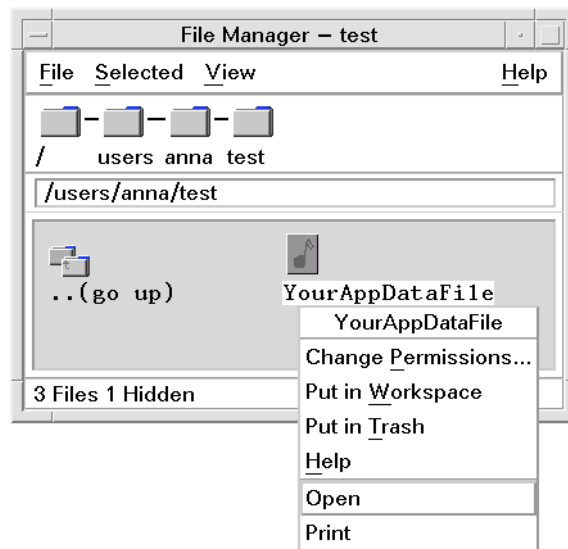 File Manager – test
File Selected View Help
/ users anna test
/users/anna/test
..(go up) YourAppDataFile
YourAppDataFile
Change Permissions...
Put in Workspace
Put in Trash
Help
3 Files 1 Hidden
Open
Print